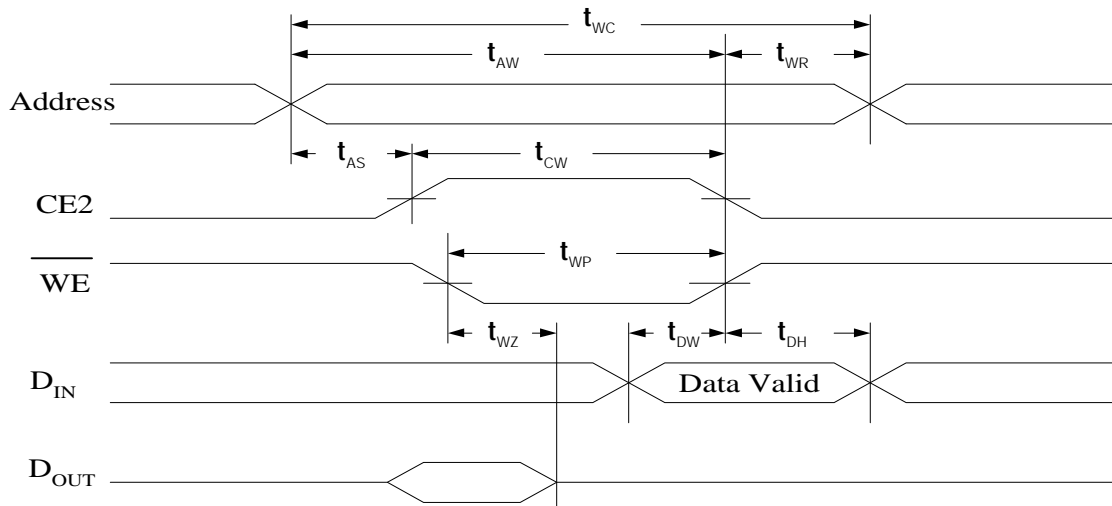 tWC
tAW tWR
Address
tAS tCW
CE2
tWP
WE
tWZ tDW tDH
DIN Data Valid
DOUT